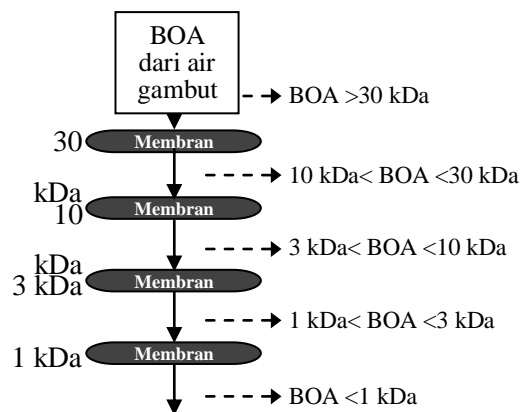 BOA
dari air
gambut
BOA >30 kDa
30
Membran
10 kDa< BOA <30 kDa
kDa
10
Membran
3 kDa< BOA <10 kDa
kDa
3 kDa
Membran
1 kDa< BOA <3 kDa
1 kDa
Membran
BOA <1 kDa